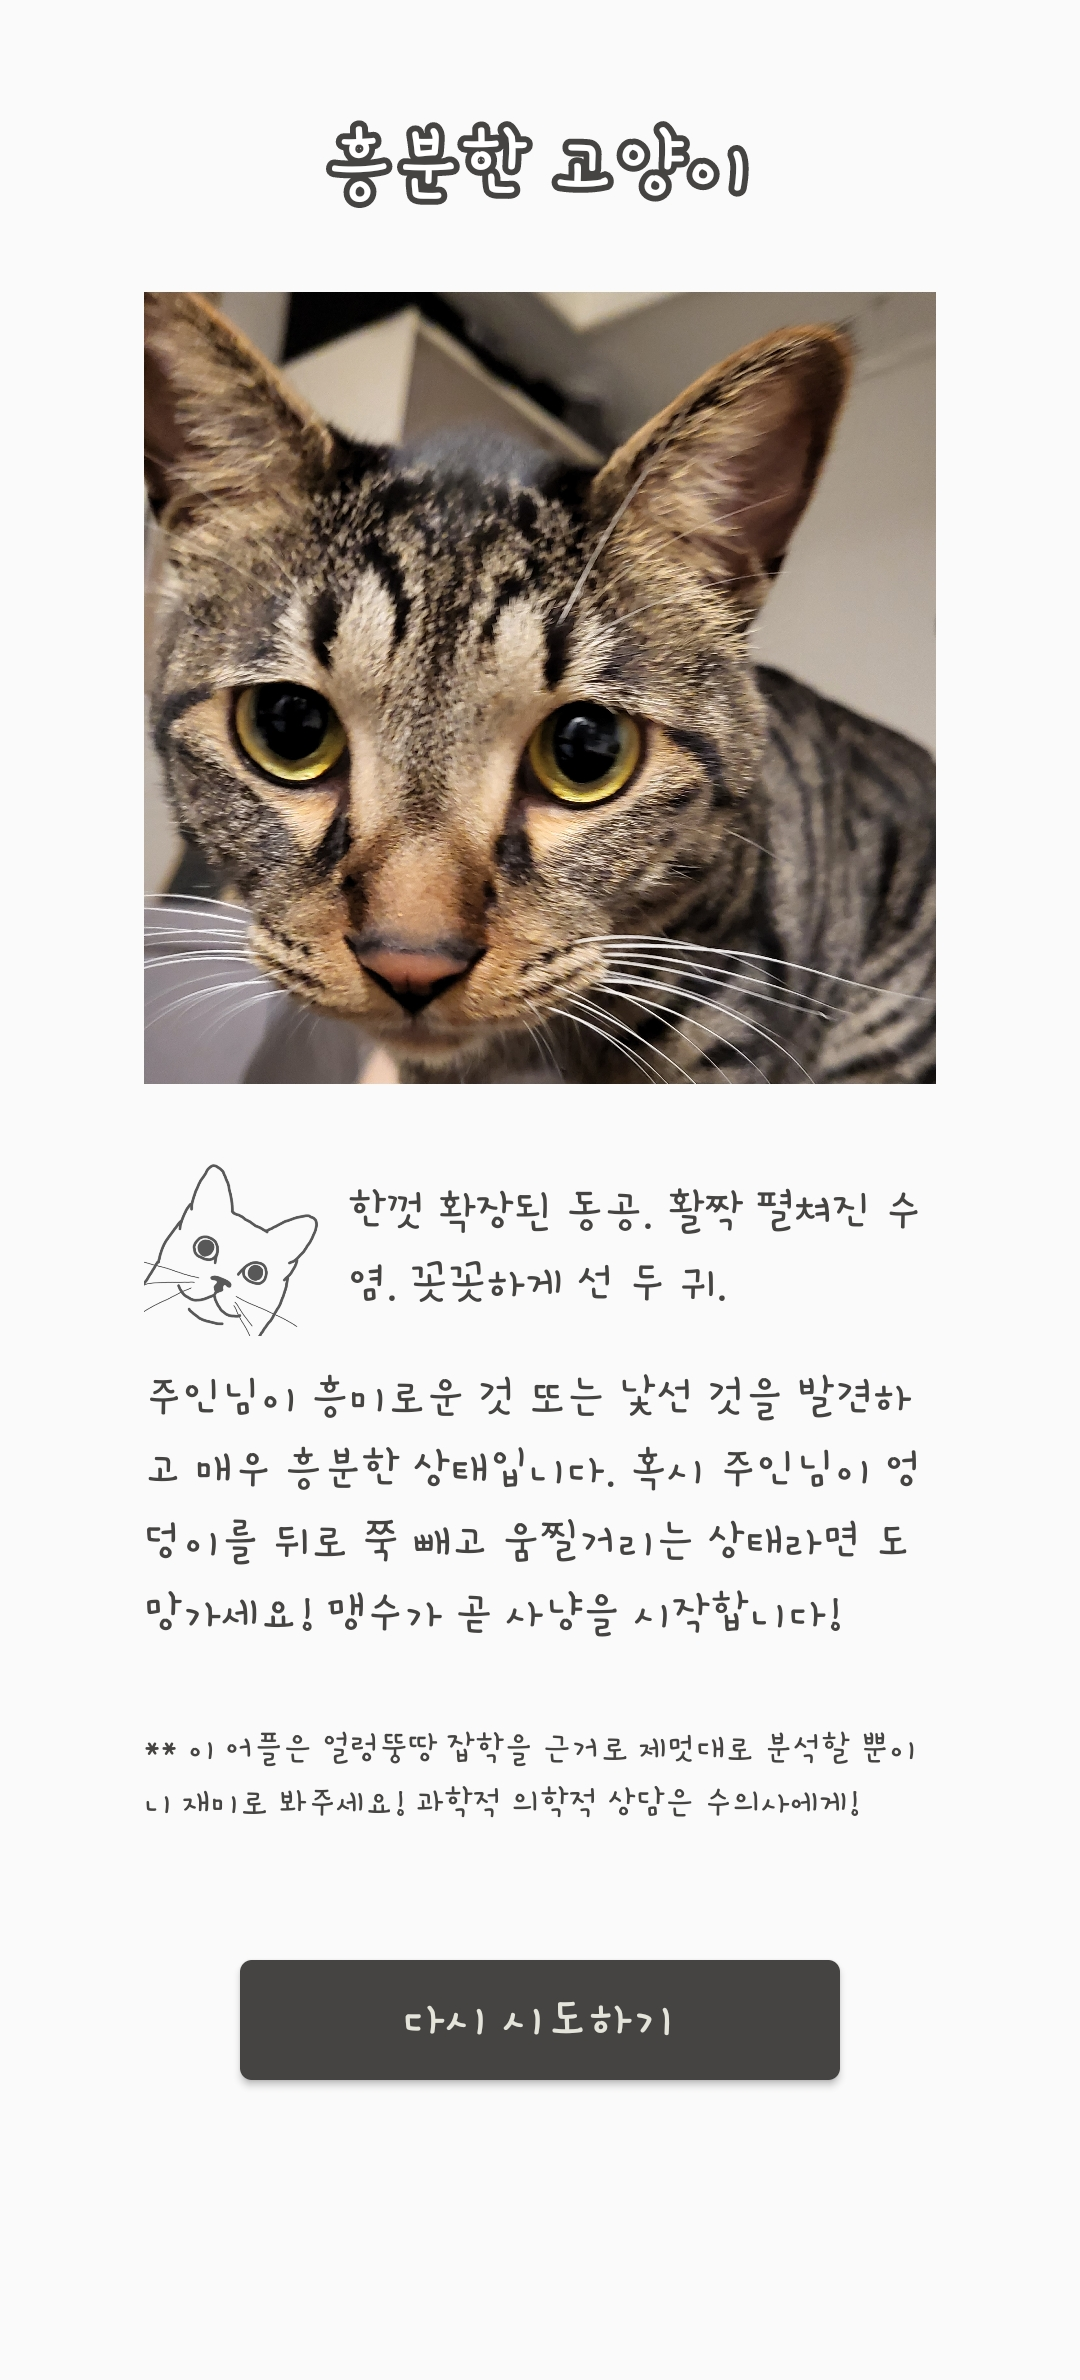 흥분한 고양이
한껏 확장된 동공. 활짝 펼쳐진 수
염. 꼿꼿하게 선 두 귀.
주인님이 흥미로운 것 또는 낯선 것을 발견하
고 매우 흥분한 상태입니다. 혹시 주인님이 엉
덩이를 뒤로 쭉 빼고 움찔거리는 상태라면 도
망가세요! 맹수가 곧 사냥을 시작합니다!
** 이 어플은 얼렁뚱땅 잡학을 근거로 제멋대로 분석할 뿐이
니 재미로 봐주세요! 과학적 의학적 상담은 수의사에게!
다시 시도하기